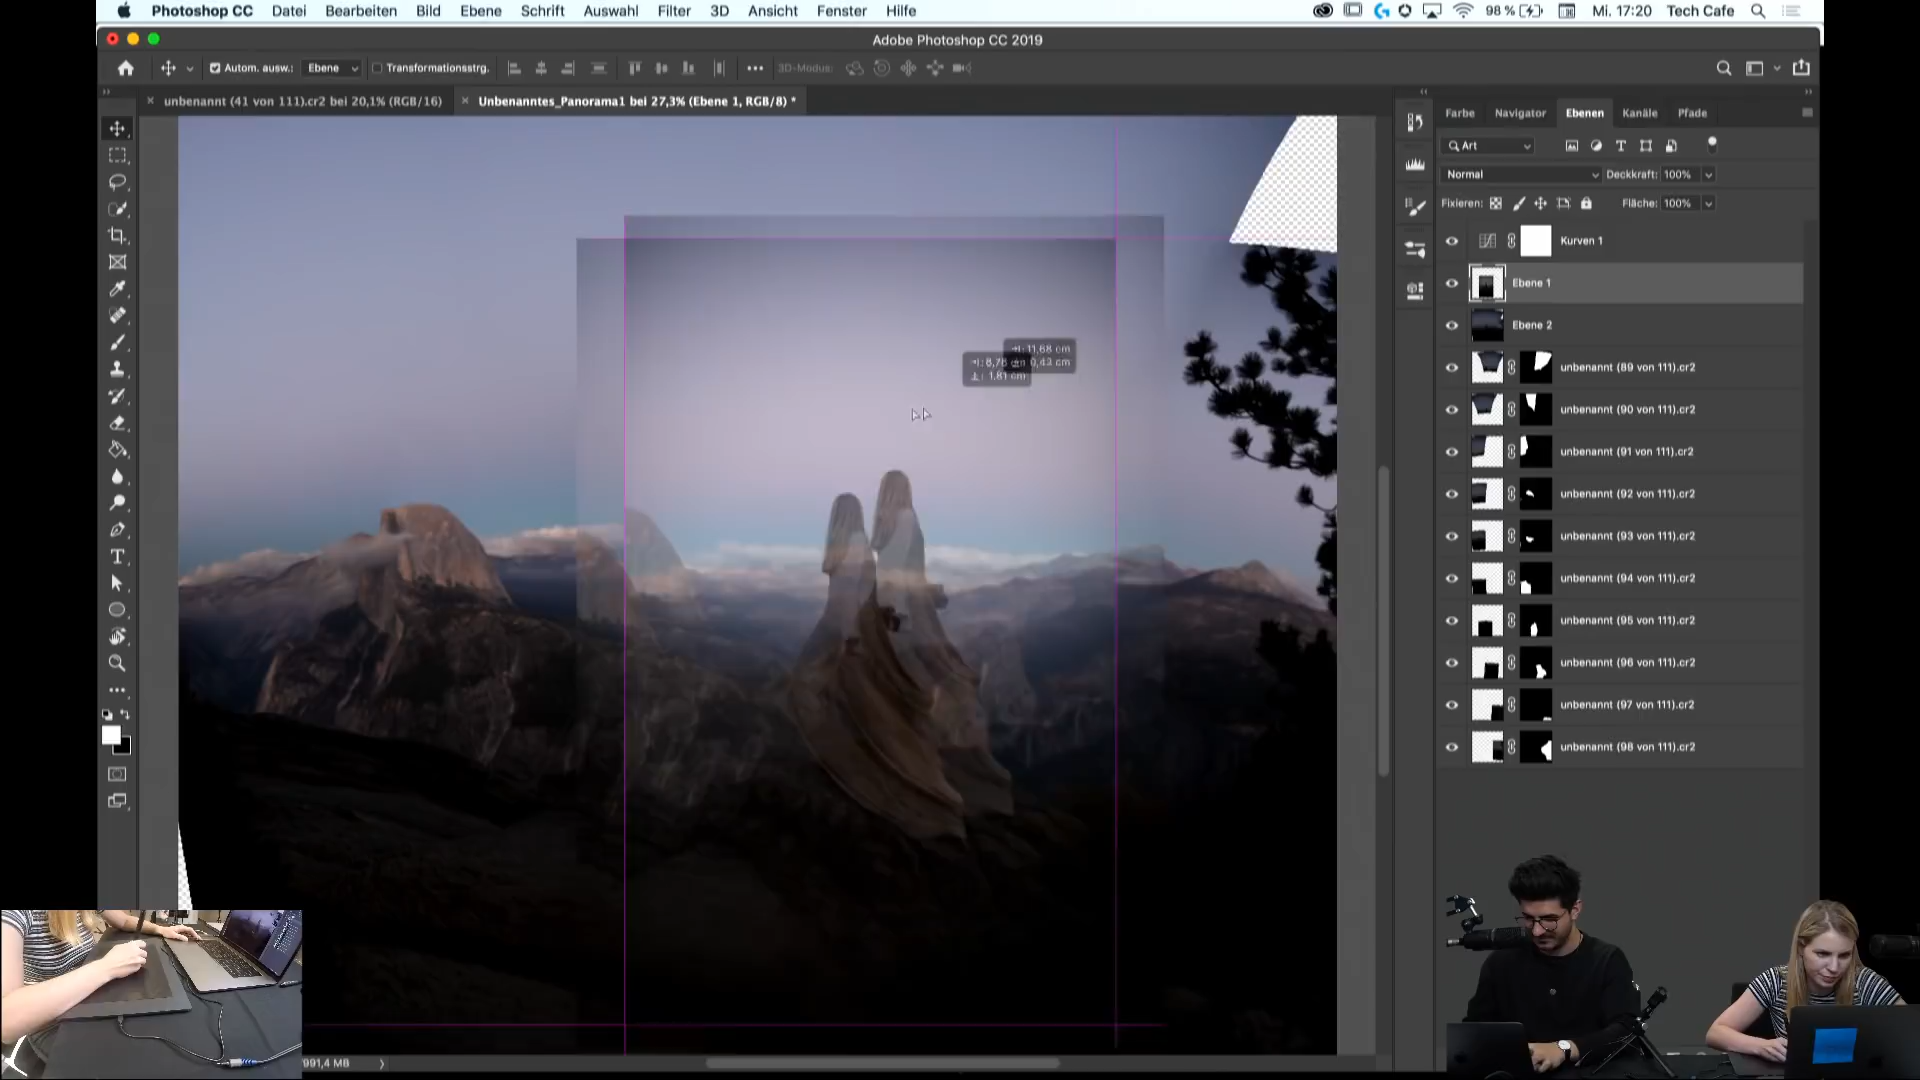 Photoshop CC Datei Bearbeiten Bild Ebene Schrift Auswahl Filter 3D Ansicht Fenster Hilfe 98 % Mi. 17:20 Tech Cafe
Adobe Photoshop CC 2019
Autom. ausw.: Ebene Transformationsstrg. 3D-Modus:
unbenannt (41 von 111).cr2 bei 20,1% (RGB/16) Unbenanntes_Panorama1 bei 27,3% (Ebene 1, RGB/8) *
Farbe Navigator Ebenen Kanäle Pfade
Art
Normal Deckkraft: 100%
Fixieren: Fläche: 100%
Kurven 1
Ebene 1
Ebene 2
11,68 cm
0,43 cm
1,81 cm
unbenannt (89 von 111).cr2
unbenannt (90 von 111).cr2
unbenannt (91 von 111).cr2
unbenannt (92 von 111).cr2
unbenannt (93 von 111).cr2
unbenannt (94 von 111).cr2
unbenannt (95 von 111).cr2
unbenannt (96 von 111).cr2
unbenannt (97 von 111).cr2
unbenannt (98 von 111).cr2
991,4 MB